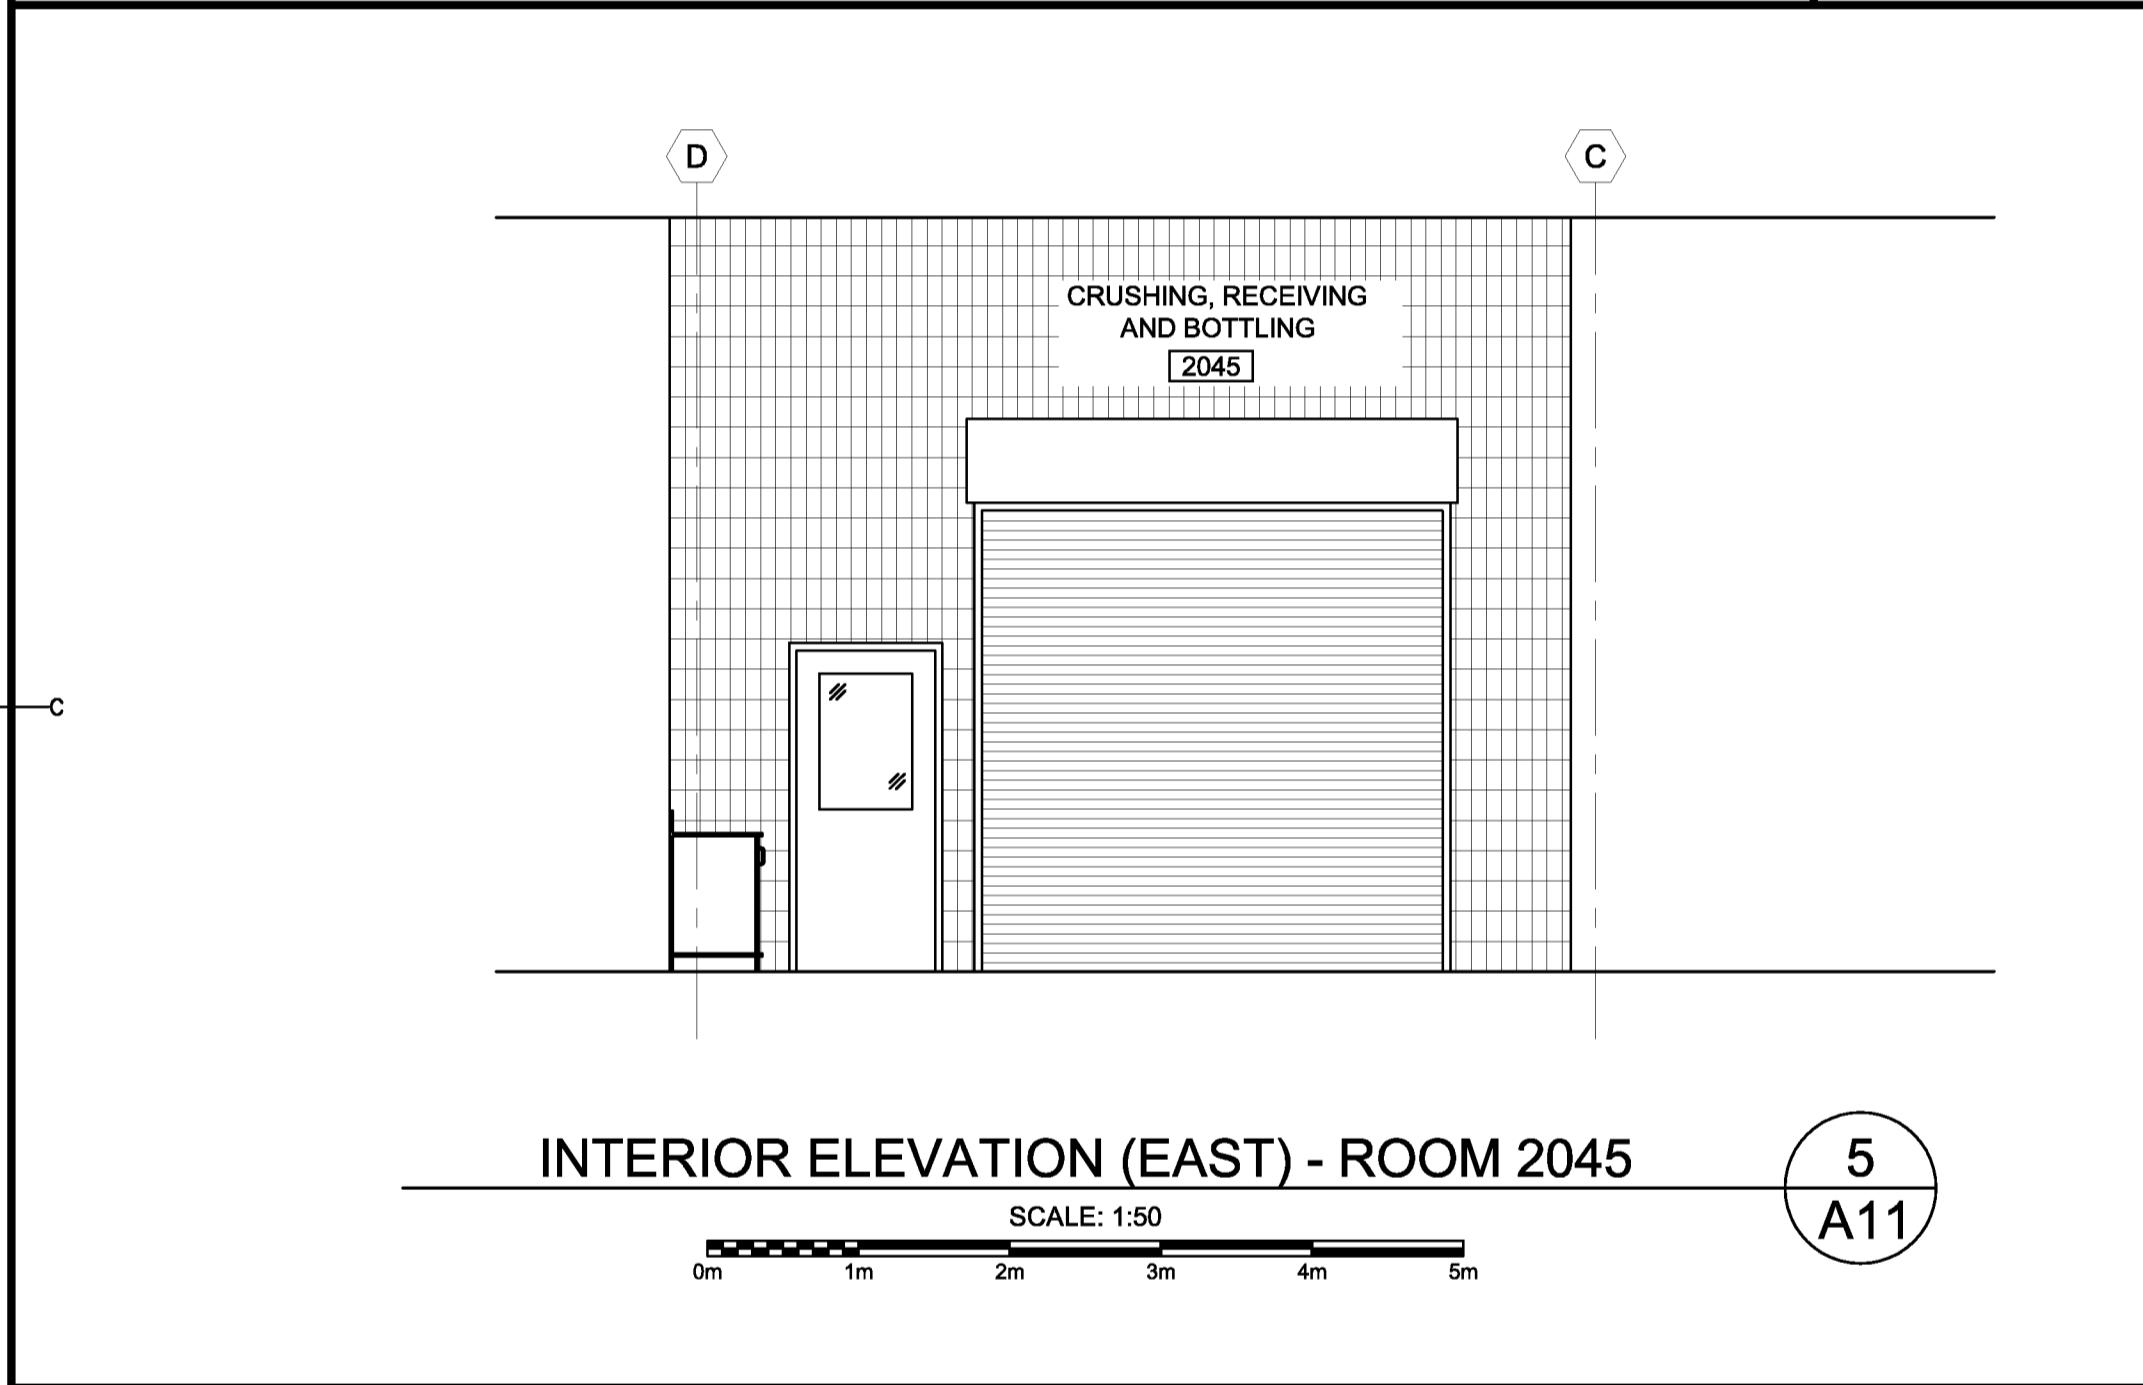 D
C
CRUSHING, RECEIVING
AND BOTTLING
2045
C
INTERIOR ELEVATION (EAST) - ROOM 2045
5
A11
SCALE: 1:50
0m 1m 2m 3m 4m 5m